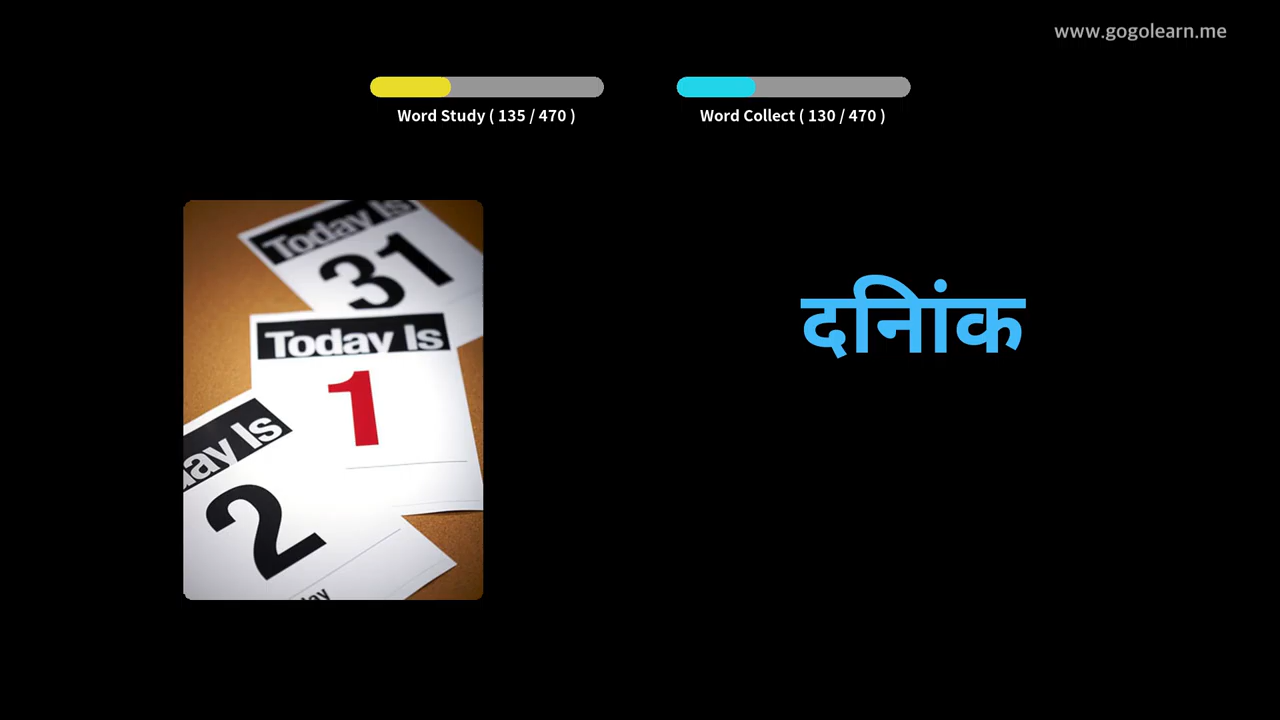 www.gogolearn.me
Word Study ( 135 / 470 )
Word Collect ( 130 / 470 )
Today Is
31
Today Is
1
ay Is
2
दनिांक